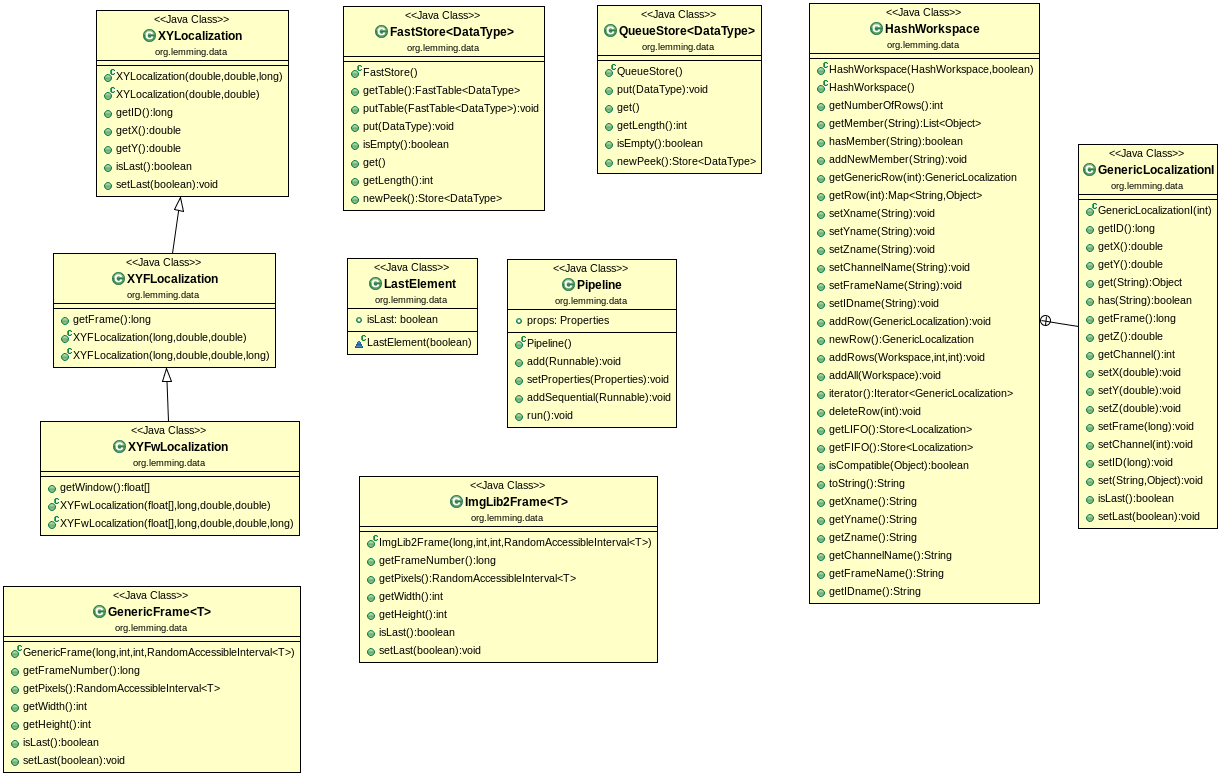 <<Java Class>>
XYLocalization
org.lemming.data
XYLocalization(double,double,long)
XYLocalization(double,double)
getID():long
getX():double
getY():double
isLast():boolean
setLast(boolean):void
<<Java Class>>
FastStore<DataType>
org.lemming.data
FastStore()
getTable():FastTable<DataType>
putTable(FastTable<DataType>):void
put(DataType):void
isEmpty():boolean
get()
getLength():int
newPeek():Store<DataType>
<<Java Class>>
QueueStore<DataType>
org.lemming.data
QueueStore()
put(DataType):void
get()
getLength():int
isEmpty():boolean
newPeek():Store<DataType>
<<Java Class>>
HashWorkspace
org.lemming.data
HashWorkspace(HashWorkspace,boolean)
HashWorkspace()
getNumberOfRows():int
getMember(String):List<Object>
hasMember(String):boolean
addNewMember(String):void
getGenericRow(int):GenericLocalization
getRow(int):Map<String,Object>
setXname(String):void
setYname(String):void
setZname(String):void
setChannelName(String):void
setFrameName(String):void
setIDname(String):void
addRow(GenericLocalization):void
newRow():GenericLocalization
addRows(Workspace,int,int):void
addAll(Workspace):void
iterator():Iterator<GenericLocalization>
deleteRow(int):void
getLIFO():Store<Localization>
getFIFO():Store<Localization>
isCompatible(Object):boolean
toString():String
getXname():String
getYname():String
getZname():String
getChannelName():String
getFrameName():String
getIDname():String
<<Java Class>>
GenericLocalizationI
org.lemming.data
GenericLocalizationI(int)
getID():long
getX():double
getY():double
get(String):Object
has(String):boolean
getFrame():long
getZ():double
getChannel():int
setX(double):void
setY(double):void
setZ(double):void
setFrame(long):void
setChannel(int):void
setID(long):void
set(String,Object):void
isLast():boolean
setLast(boolean):void
<<Java Class>>
XYFLocalization
org.lemming.data
getFrame():long
XYFLocalization(long,double,double)
XYFLocalization(long,double,double,long)
<<Java Class>>
LastElement
org.lemming.data
isLast: boolean
LastElement(boolean)
<<Java Class>>
Pipeline
org.lemming.data
props: Properties
Pipeline()
add(Runnable):void
setProperties(Properties):void
addSequential(Runnable):void
run():void
<<Java Class>>
XYFwLocalization
org.lemming.data
getWindow():float[]
XYFwLocalization(float[],long,double,double)
XYFwLocalization(float[],long,double,double,long)
<<Java Class>>
ImgLib2Frame<T>
org.lemming.data
ImgLib2Frame(long,int,int,RandomAccessibleInterval<T>)
getFrameNumber():long
getPixels():RandomAccessibleInterval<T>
getWidth():int
getHeight():int
isLast():boolean
setLast(boolean):void
<<Java Class>>
GenericFrame<T>
org.lemming.data
GenericFrame(long,int,int,RandomAccessibleInterval<T>)
getFrameNumber():long
getPixels():RandomAccessibleInterval<T>
getWidth():int
getHeight():int
isLast():boolean
setLast(boolean):void